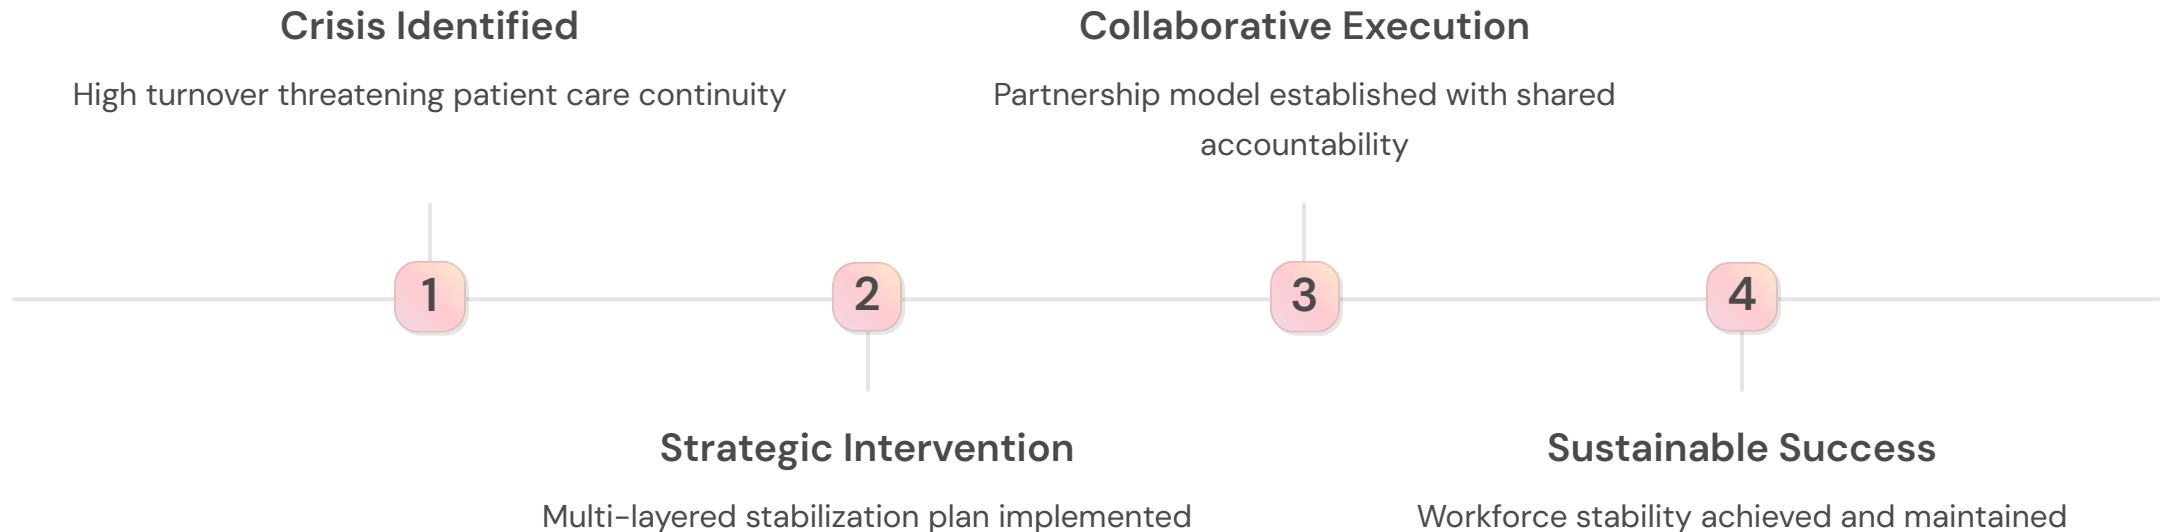 Crisis Identified
High turnover threatening patient care continuity
Collaborative Execution
Partnership model established with shared
accountability
1
2
3
4
Strategic Intervention
Multi-layered stabilization plan implemented
Sustainable Success
Workforce stability achieved and maintained